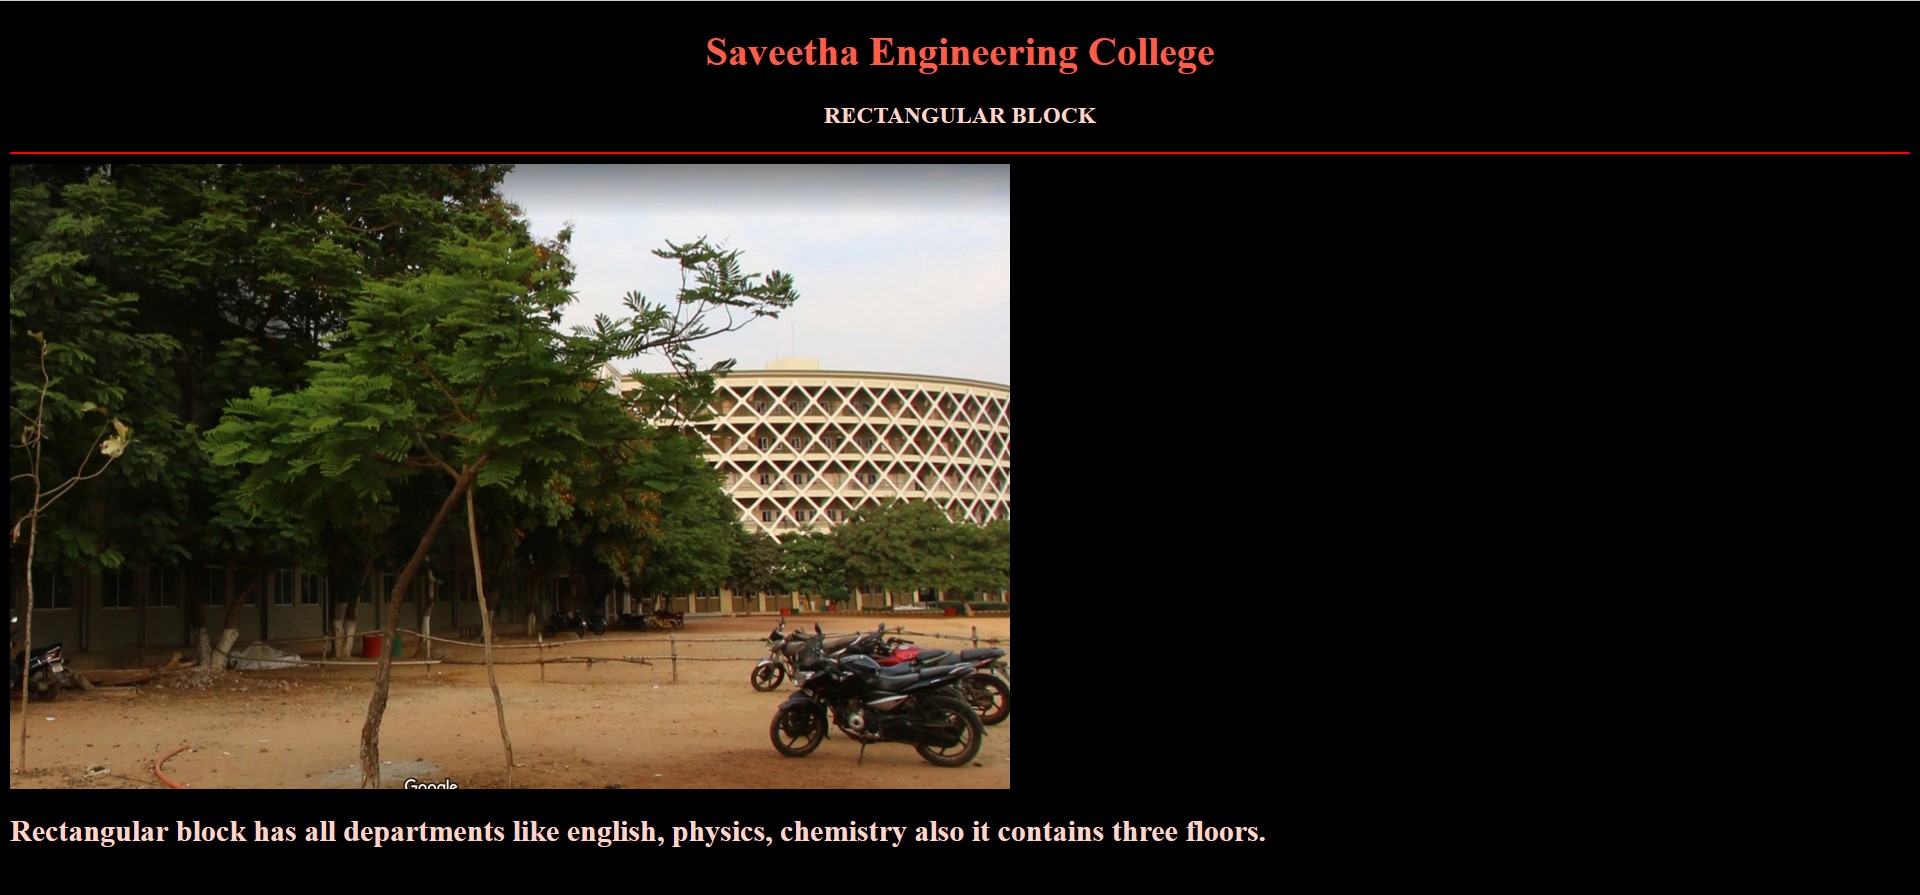 Saveetha Engineering College
RECTANGULAR BLOCK
Google
Rectangular block has all departments like english, physics, chemistry also it contains three floors.